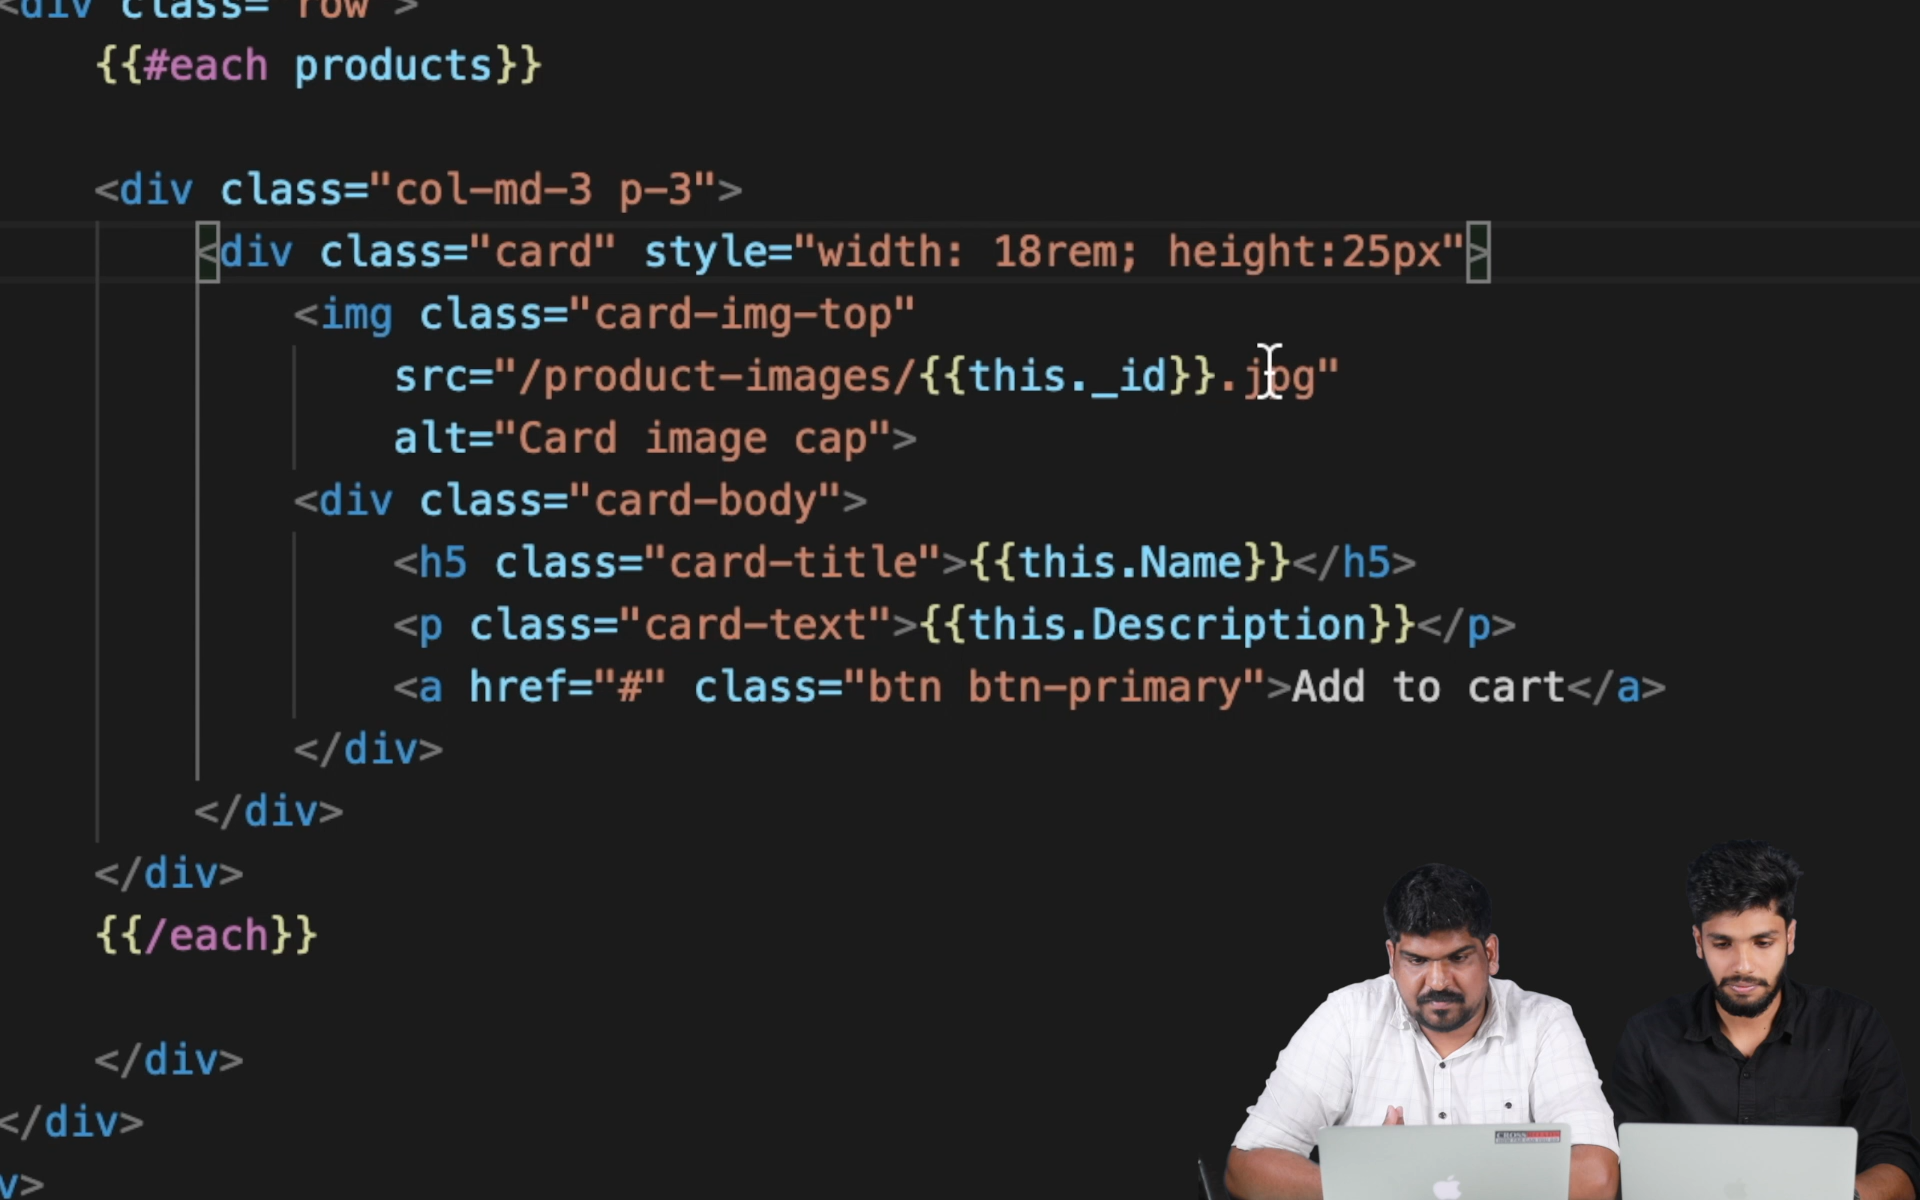 <div class="row">
{{#each products}}
<div class="col-md-3 p-3">
<div class="card" style="width: 18rem; height:25px">
<img class="card-img-top"
src="/product-images/{{this._id}}.jpg"
alt="Card image cap">
<div class="card-body">
<h5 class="card-title">{{this.Name}}</h5>
<p class="card-text">{{this.Description}}</p>
<a href="#" class="btn btn-primary">Add to cart</a>
</div>
</div>
</div>
{{/each}}
</div>
</div>
v>